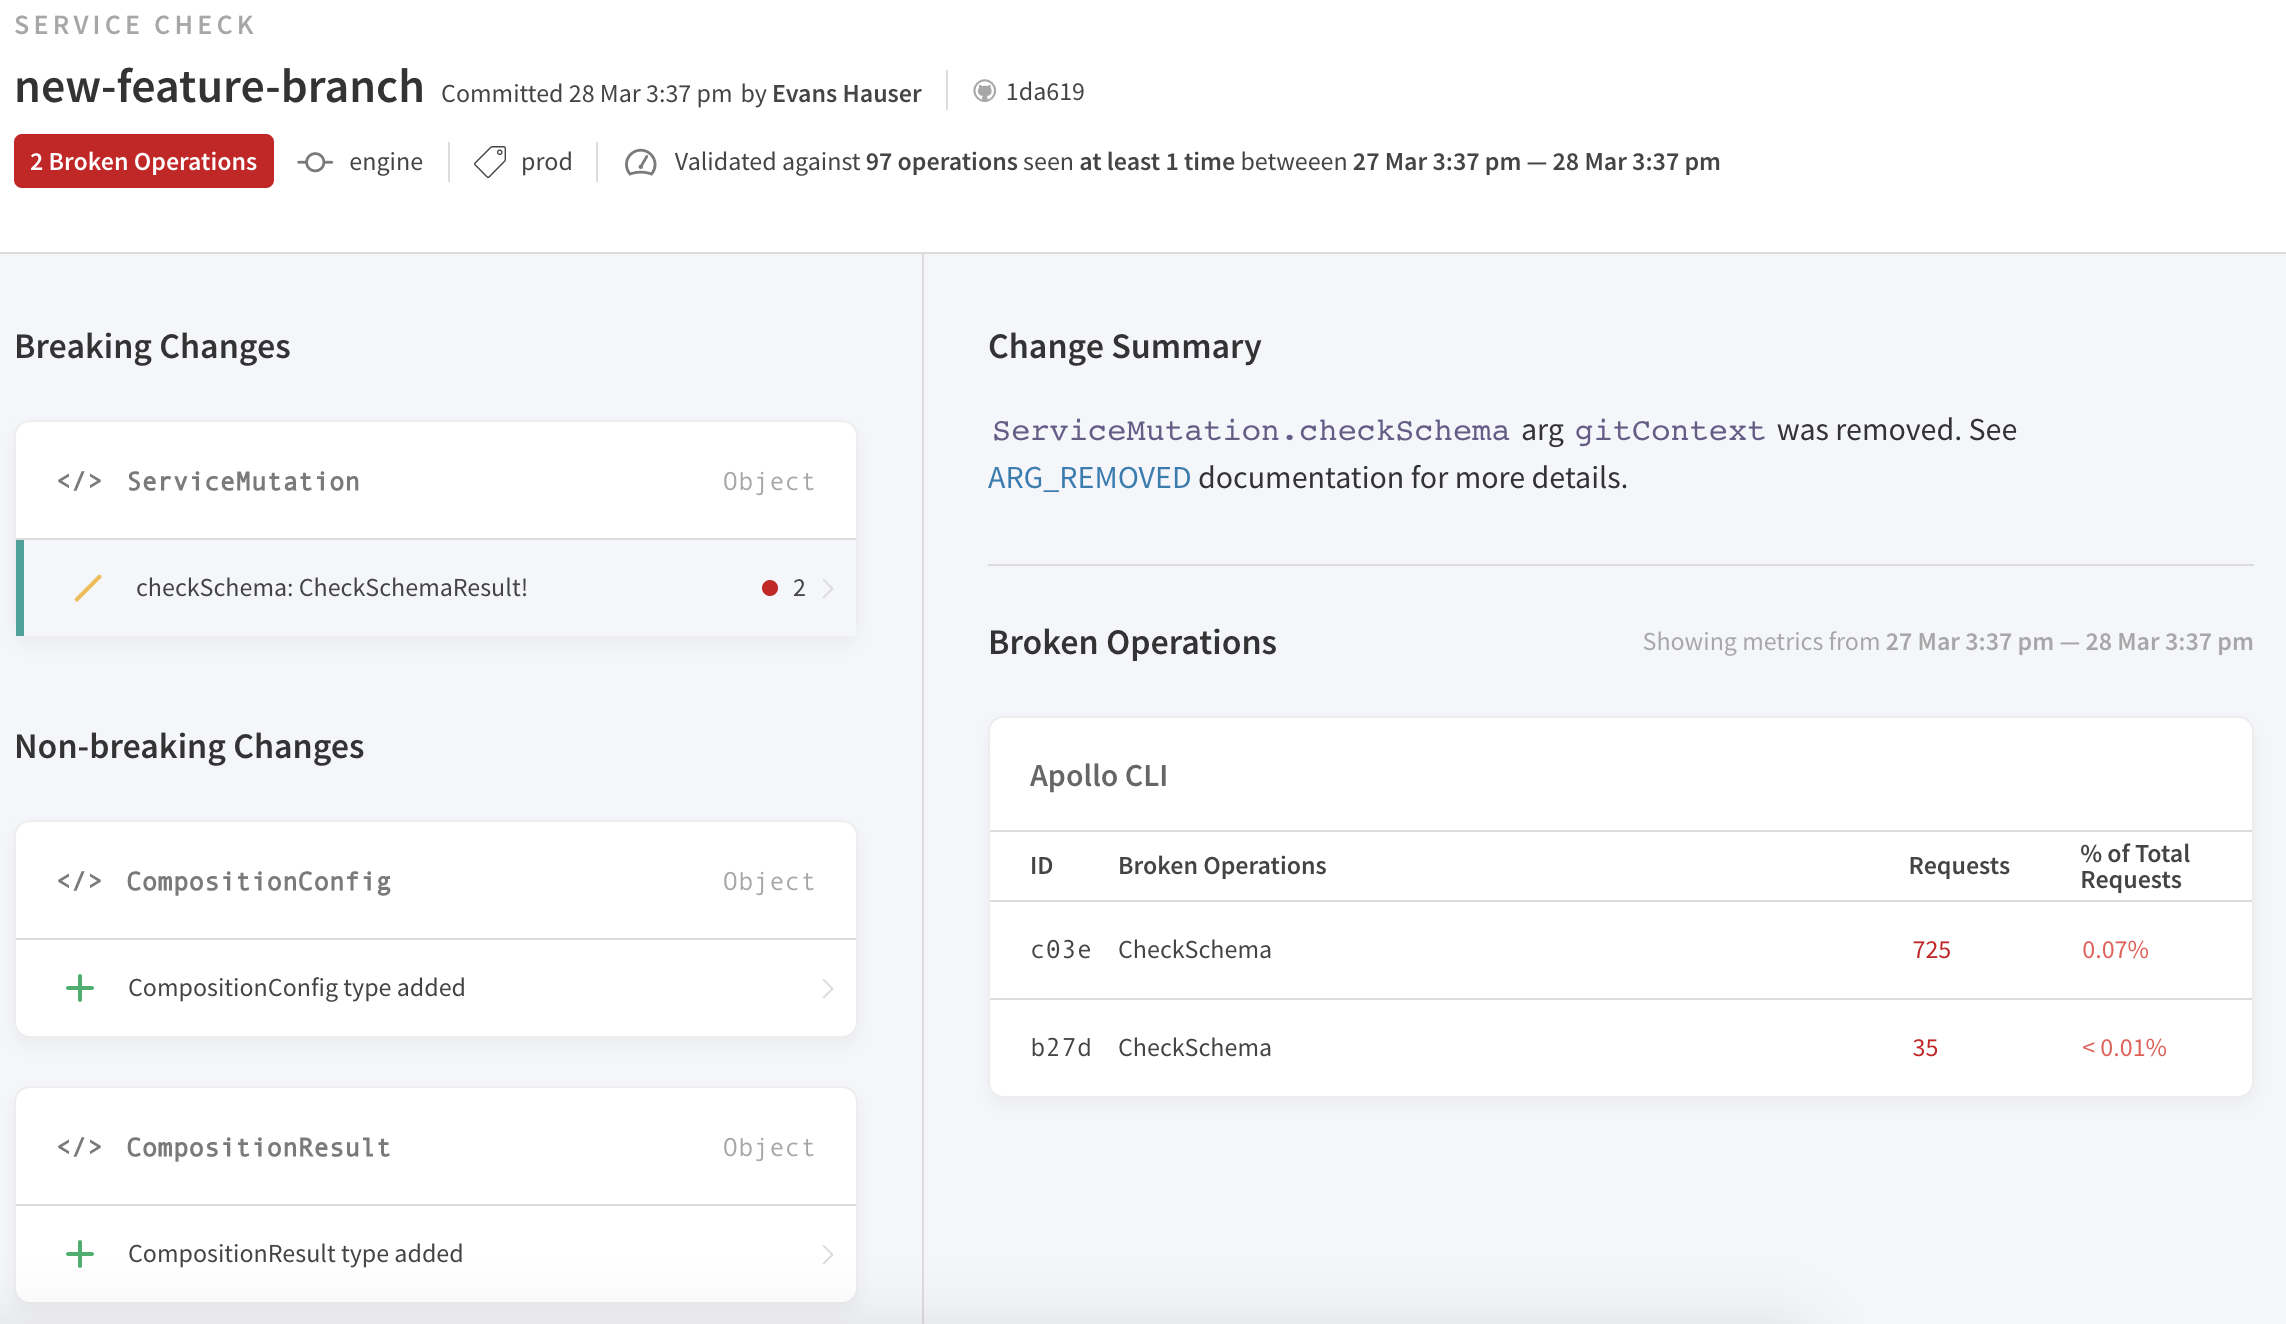 SERVICE CHECK
new-feature-branch Committed 28 Mar 3:37 pm by Evans Hauser 1da619
2 Broken Operations engine prod Validated against 97 operations seen at least 1 time betweeen 27 Mar 3:37 pm — 28 Mar 3:37 pm
Breaking Changes
</> ServiceMutation Object
checkSchema: CheckSchemaResult! 2
Non-breaking Changes
</> CompositionConfig Object
CompositionConfig type added
</> CompositionResult Object
CompositionResult type added
Change Summary
ServiceMutation.checkSchema arg gitContext was removed. See
ARG_REMOVED documentation for more details.
Broken Operations Showing metrics from 27 Mar 3:37 pm — 28 Mar 3:37 pm
Apollo CLI
ID Broken Operations Requests % of Total Requests
c03e CheckSchema 725 0.07%
b27d CheckSchema 35 < 0.01%